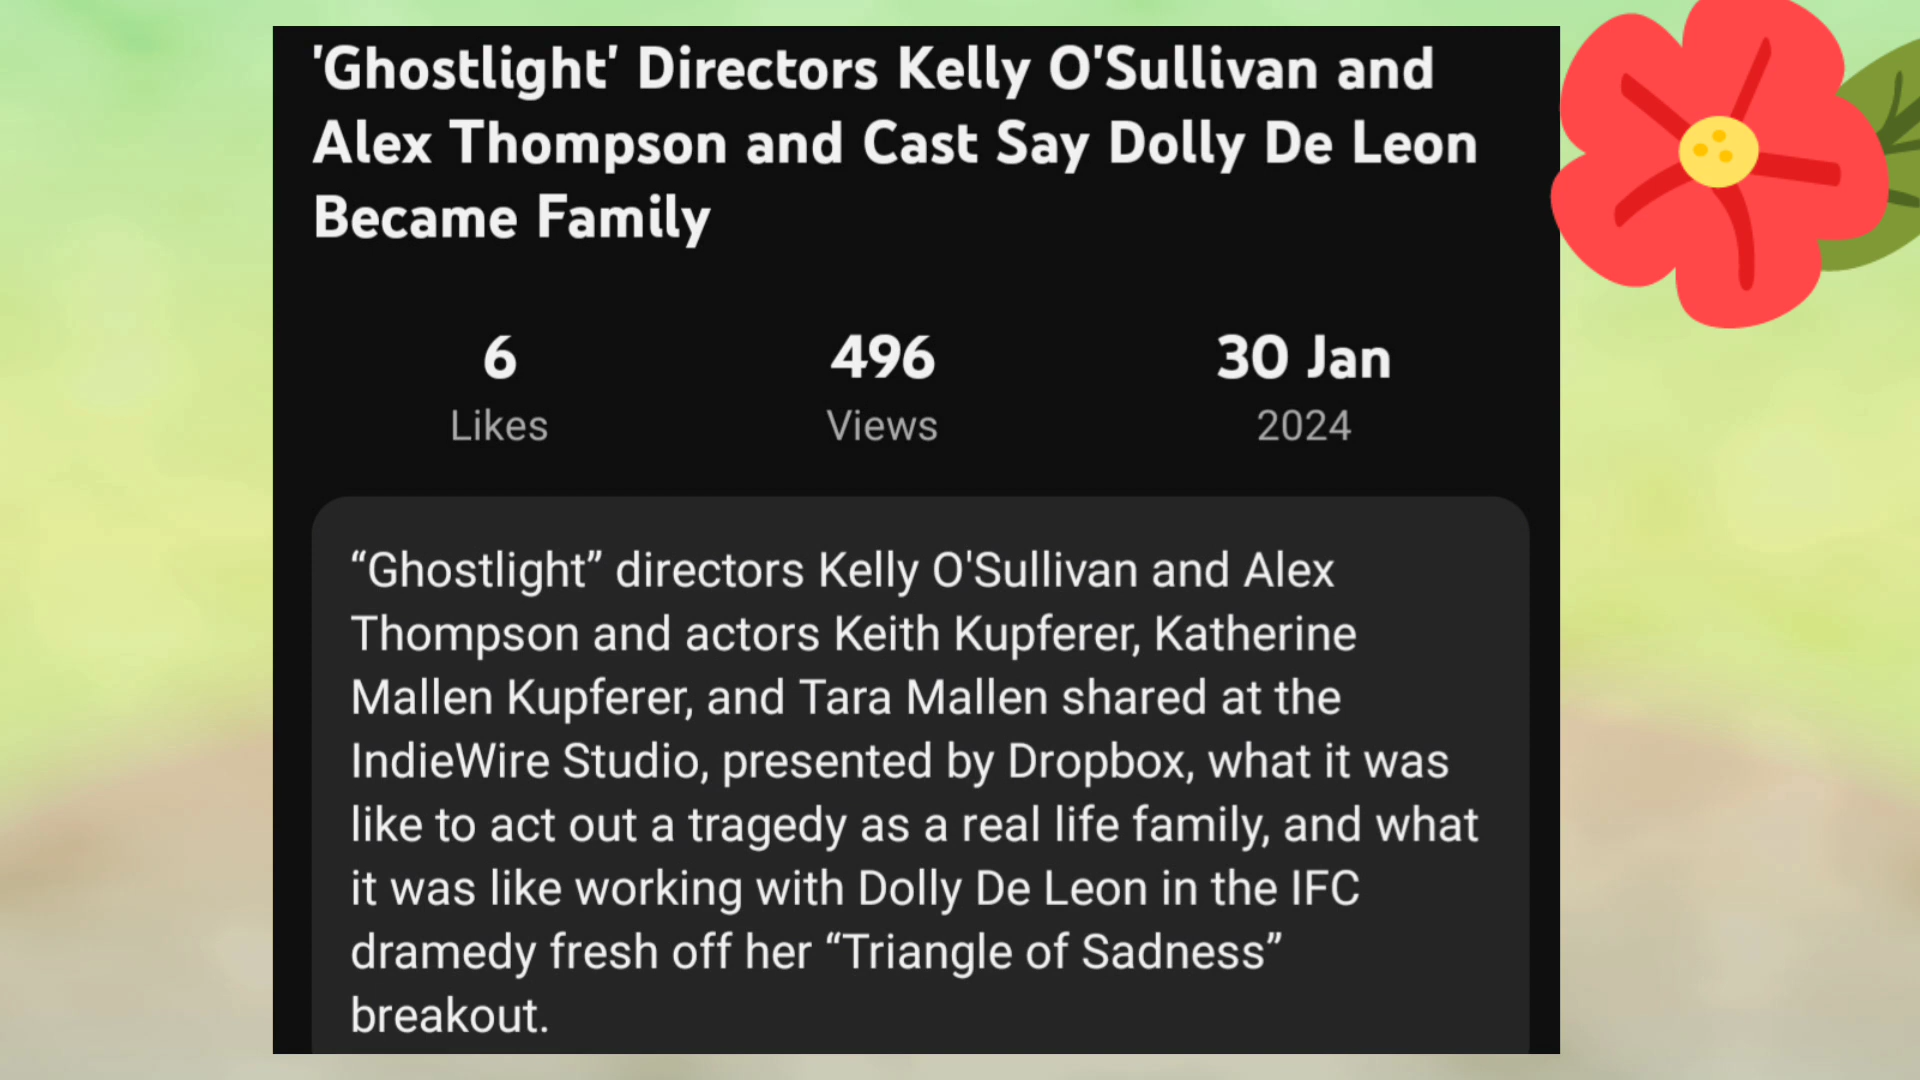 'Ghostlight' Directors Kelly O'Sullivan and
Alex Thompson and Cast Say Dolly De Leon
Became Family
6
Likes
496
Views
30 Jan
2024
“Ghostlight” directors Kelly O'Sullivan and Alex
Thompson and actors Keith Kupferer, Katherine
Mallen Kupferer, and Tara Mallen shared at the
IndieWire Studio, presented by Dropbox, what it was
like to act out a tragedy as a real life family, and what
it was like working with Dolly De Leon in the IFC
dramedy fresh off her “Triangle of Sadness”
breakout.